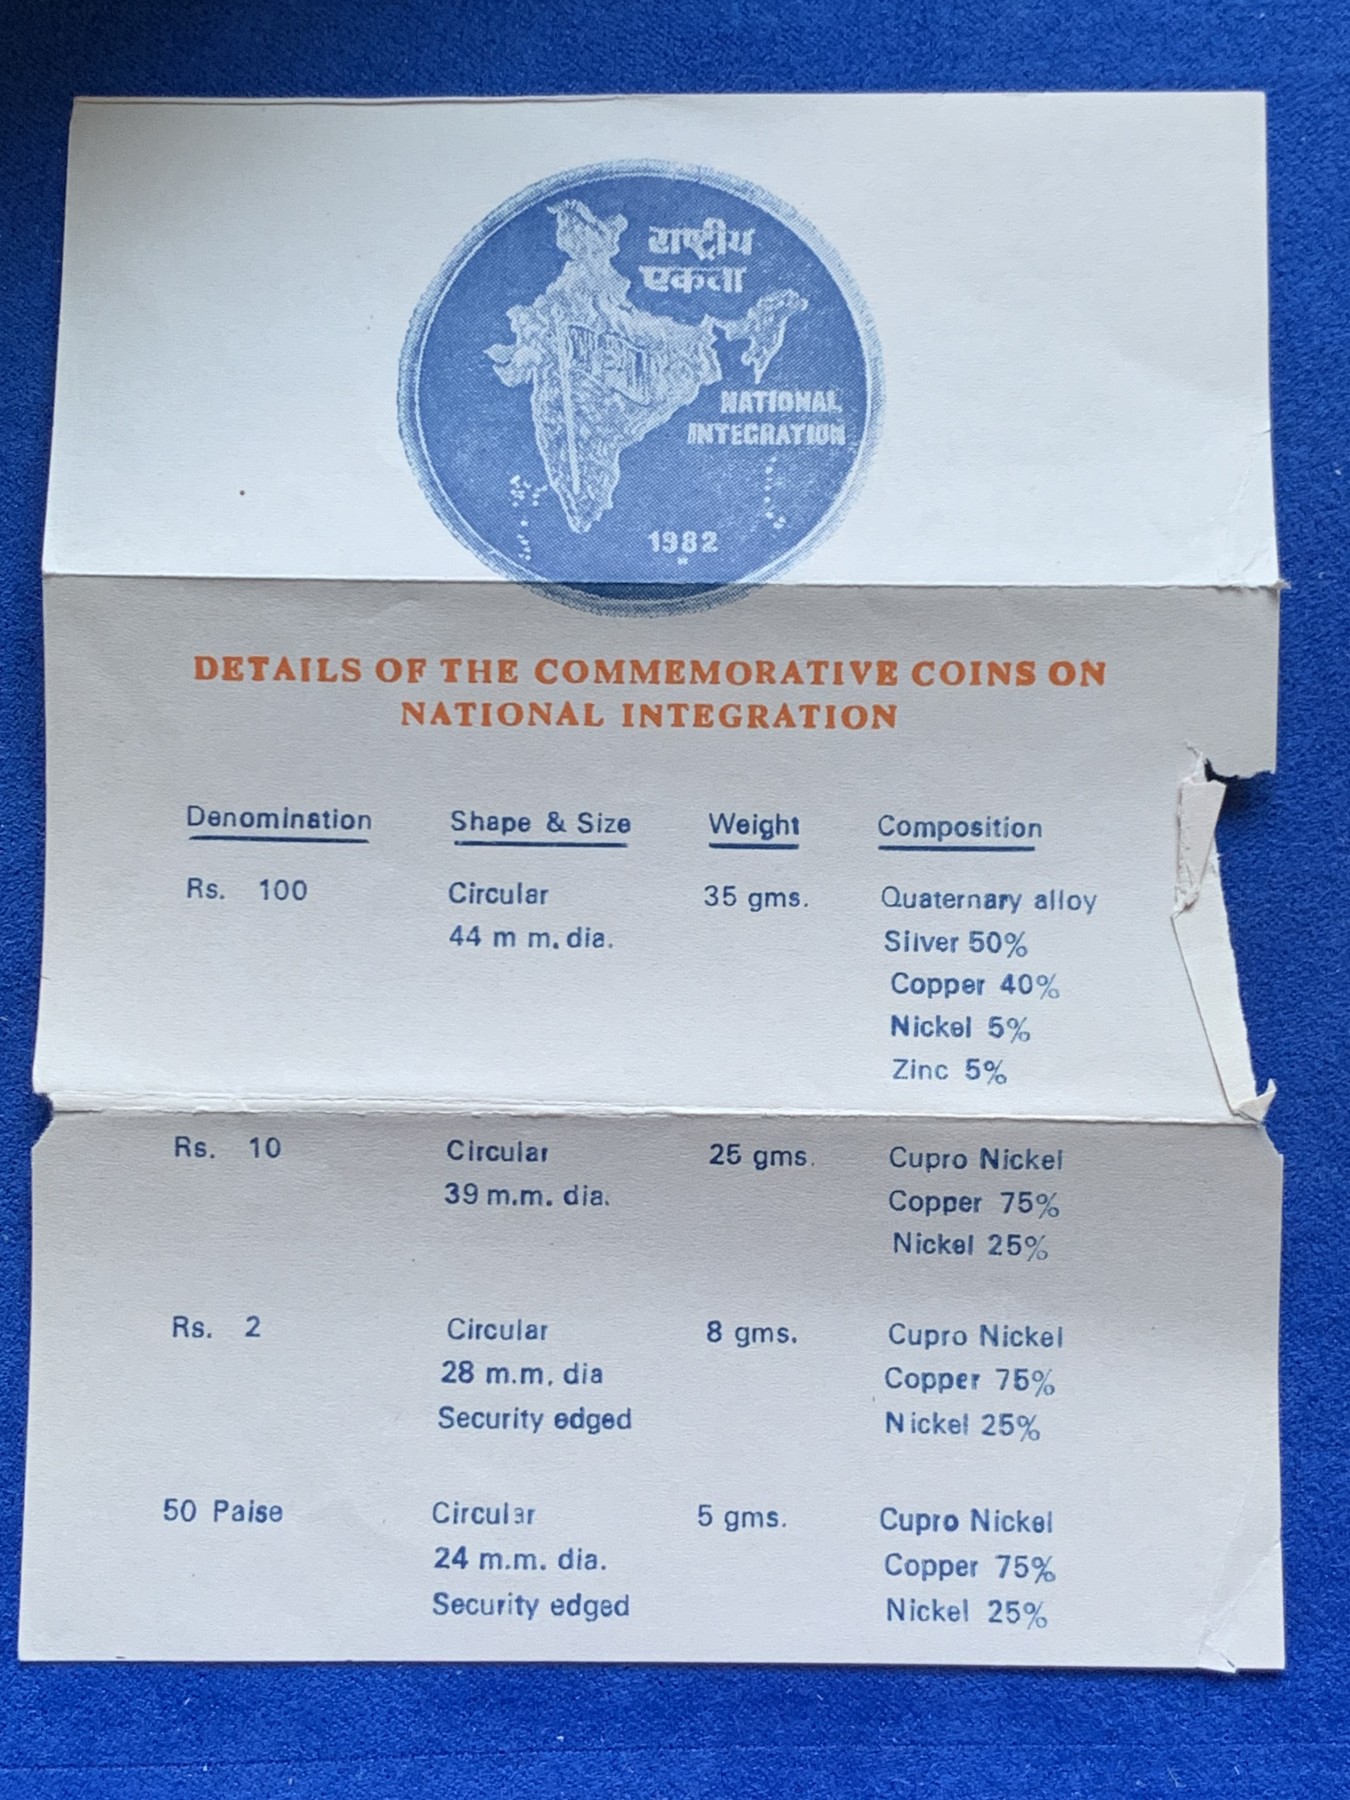 राष्ट्रीय
एकता
NATIONAL
INTEGRATION
1982
DETAILS OF THE COMMEMORATIVE COINS ON
NATIONAL INTEGRATION
Denomination Shape & Size Weight Composition
Rs. 100 Circular 35 gms. Quaternary alloy
44 m m. dia. Silver 50%
Copper 40%
Nickel 5%
Zinc 5%
Rs. 10 Circular 25 gms. Cupro Nickel
39 m.m. dia. Copper 75%
Nickel 25%
Rs. 2 Circular 8 gms. Cupro Nickel
28 m.m. dia Copper 75%
Security edged Nickel 25%
50 Paise Circular 5 gms. Cupro Nickel
24 m.m. dia. Copper 75%
Security edged Nickel 25%